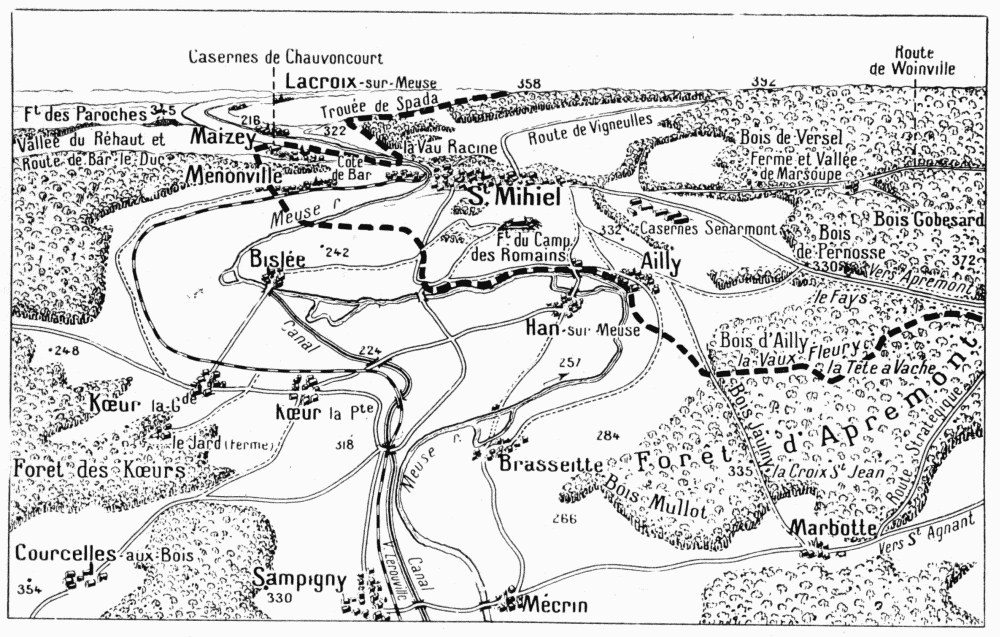 Casernes de Chauvoncourt
Route
de Woinville
Lacroix-sur-Meuse
358
392
Ft des Paroches 345
216
Trouée de Spada
322
Route de Vigneulles
Vallée du Réhaut et
Route de Bar-le-Duc
Maizey
la Vau Racine
Bois de Versel
Ferme et Vallée
de Marsoupe
Menonville
Côte
de Bar
St Mihiel
Meuse r.
Ft du Camp
des Romains
332
Casernes Senarmont
Bois Gobesard
Bois
de Pernosse
330
372
Vers Apremont
242
Bislée
Ailly
le Fays
Canal
Han-sur-Meuse
Bois d'Ailly
la Vaux Fleury
la Tête a Vache
248
224
257
Kœur la Gde
Kœur la Pte
Bois Jauluny
Forêt d'Apremont
le Jard (ferme)
318
Meuse r.
284
335
la Croix St Jean
Route Stratégique
Forêt des Kœurs
Brasseitte
Bois Mullot
266
Marbotte
Vers St Agnant
Courcelles-aux-Bois
354
Sampigny
330
V. Lerouville
Canal
Mécrin